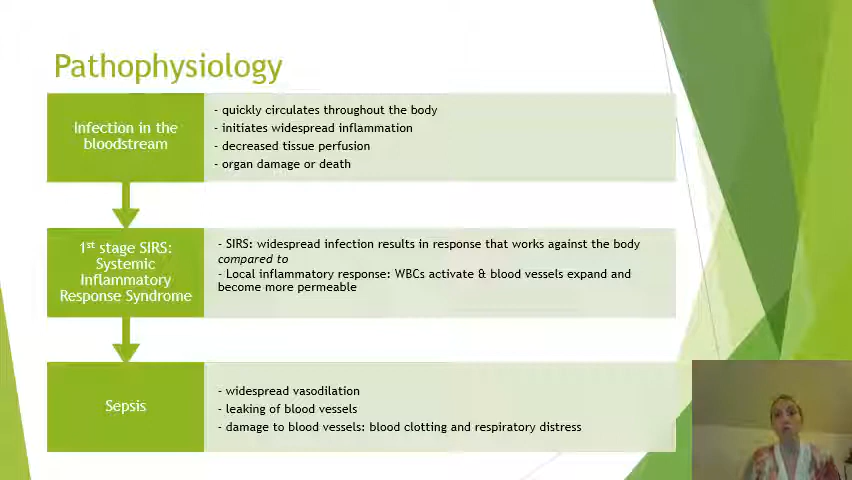 Pathophysiology
Infection in the
bloodstream
- quickly circulates throughout the body
- initiates widespread inflammation
- decreased tissue perfusion
- organ damage or death
1st stage SIRS:
Systemic
Inflammatory
Response Syndrome
- SIRS: widespread infection results in response that works against the body
compared to
- Local inflammatory response: WBCs activate & blood vessels expand and
become more permeable
Sepsis
- widespread vasodilation
- leaking of blood vessels
- damage to blood vessels: blood clotting and respiratory distress